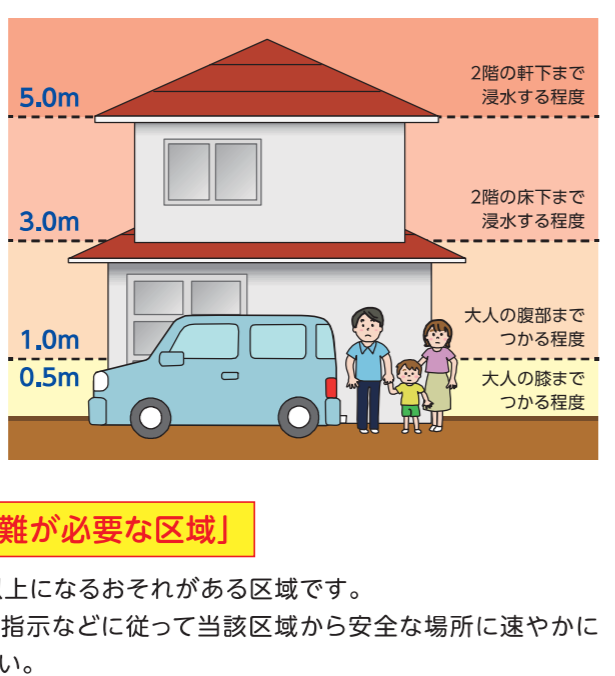 5.0m
2階の軒下まで
浸水する程度
3.0m
2階の床下まで
浸水する程度
1.0m
大人の腹部まで
つかる程度
0.5m
大人の膝まで
つかる程度
難が必要な区域」
以上になるおそれがある区域です。
指示などに従って当該区域から安全な場所に速やかに
い。